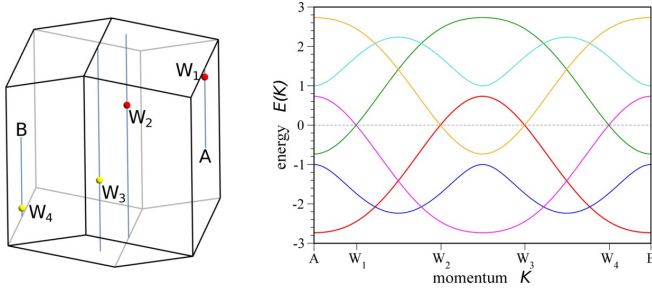 W1
W2
A
B
W3
W4
energy E(K)
3
2
1
0
-1
-2
-3
A W1 W2 W3 W4 B
momentum K